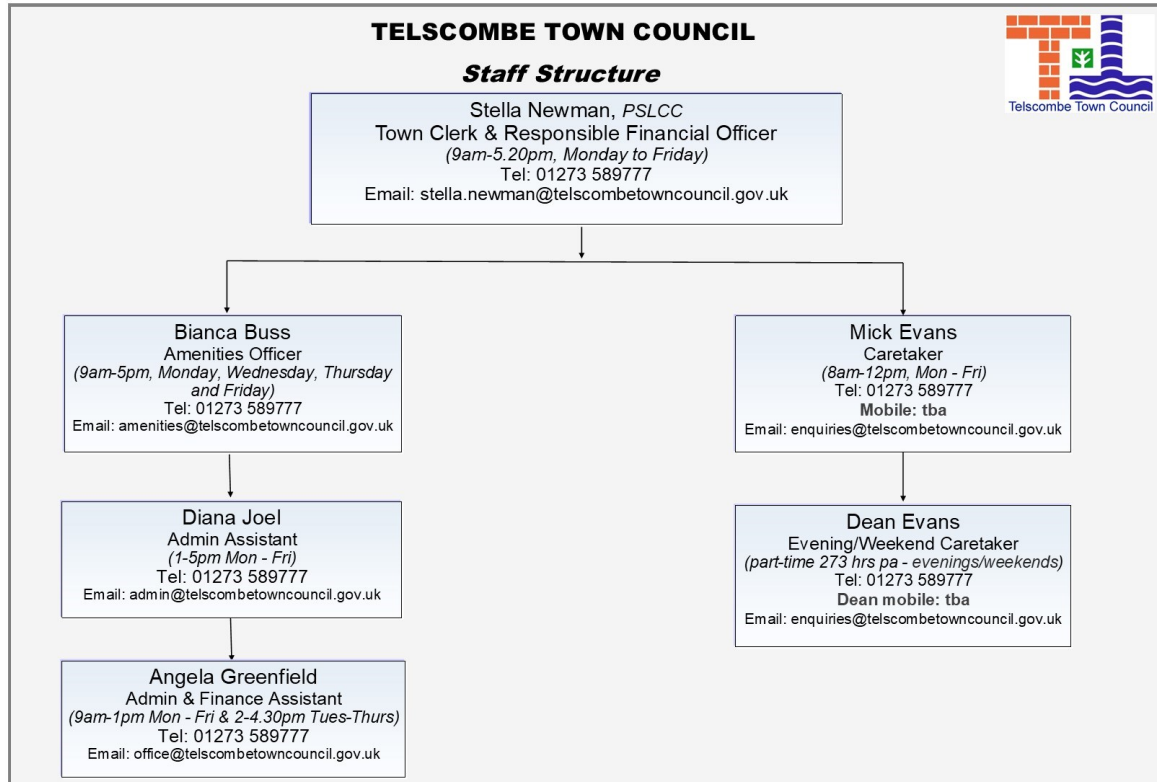 TELSCOMBE TOWN COUNCIL
Staff Structure
Telscombe Town Council
Stella Newman, PSLCC
Town Clerk & Responsible Financial Officer
(9am-5.20pm, Monday to Friday)
Tel: 01273 589777
Email: stella.newman@telscombetowncouncil.gov.uk
Bianca Buss
Amenities Officer
(9am-5pm, Monday, Wednesday, Thursday
and Friday)
Tel: 01273 589777
Email: amenities@telscombetowncouncil.gov.uk
Mick Evans
Caretaker
(8am-12pm, Mon - Fri)
Tel: 01273 589777
Mobile: tba
Email: enquiries@telscombetowncouncil.gov.uk
Diana Joel
Admin Assistant
(1-5pm Mon - Fri)
Tel: 01273 589777
Email: admin@telscombetowncouncil.gov.uk
Dean Evans
Evening/Weekend Caretaker
(part-time 273 hrs pa - evenings/weekends)
Tel: 01273 589777
Dean mobile: tba
Email: enquiries@telscombetowncouncil.gov.uk
Angela Greenfield
Admin & Finance Assistant
(9am-1pm Mon - Fri & 2-4.30pm Tues-Thurs)
Tel: 01273 589777
Email: office@telscombetowncouncil.gov.uk